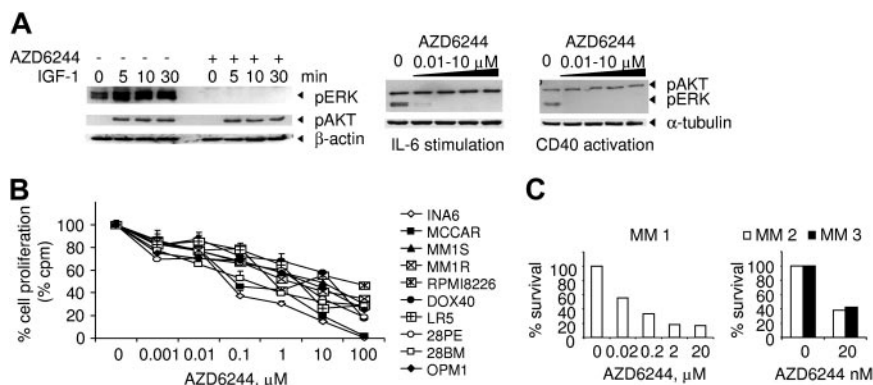 A
AZD6244 - - - - + + + +
IGF-1 0 5 10 30 0 5 10 30 min
pERK
pAKT
β-actin
AZD6244
0 0.01-10 μM
IL-6 stimulation
AZD6244
0 0.01-10 μM
pAKT
pERK
α-tubulin
CD40 activation
B
% cell proliferation
(% cpm)
100
80
60
40
20
0
0 0.001 0.01 0.1 1 10 100
AZD6244, μM
INA6
MCCAR
MM1S
MM1R
RPMI8226
DOX40
LR5
28PE
28BM
OPM1
C
MM 1
% survival
100
80
60
40
20
0
0 0.02 0.2 2 20
AZD6244, μM
MM 2 MM 3
% survival
100
80
60
40
20
0
0 20
AZD6244 nM